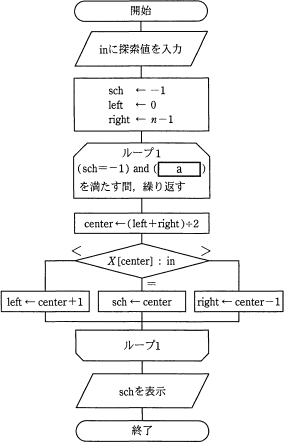 開始
inに探索値を入力
sch ← −1
left ← 0
right ← n−1
ループ1
(sch=−1) and ( a )
を満たす間，繰り返す
center←(left+right)÷2
< >
X[center] : in
=
left←center+1 sch←center right←center−1
ループ1
schを表示
終了